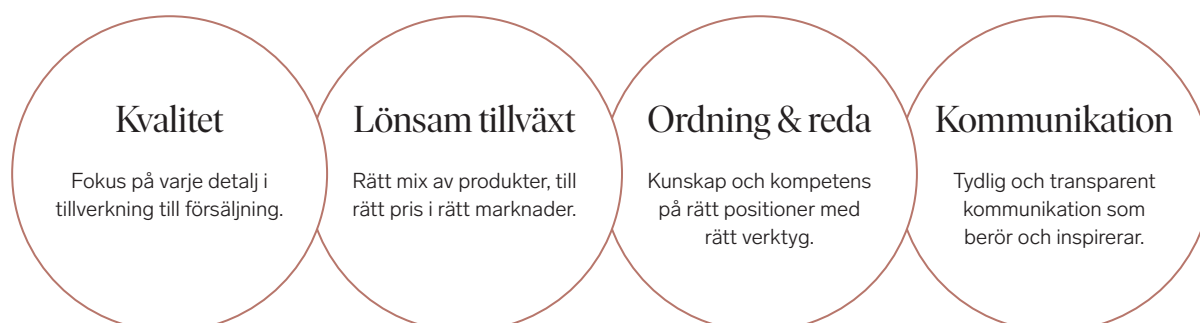 Kvalitet
Fokus på varje detalj i
tillverkning till försäljning.
Lönsam tillväxt
Rätt mix av produkter, till
rätt pris i rätt marknader.
Ordning & reda
Kunskap och kompetens
på rätt positioner med
rätt verktyg.
Kommunikation
Tydlig och transparent
kommunikation som
berör och inspirerar.